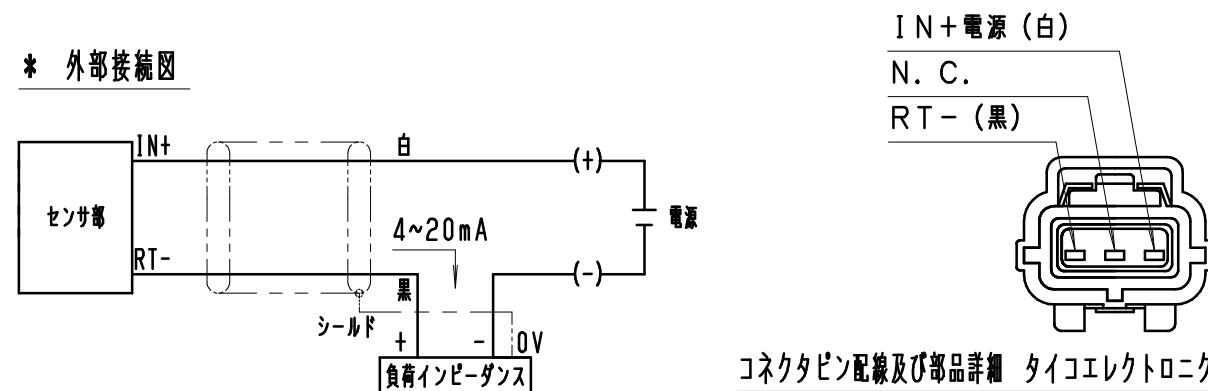 * 外部接続図
IN+
白
(+)
センサ部
電源
4~20mA
RT-
黒
(-)
シールド
+
-
0V
負荷インピーダンス
IN+電源(白)
N. C.
RT-(黒)
コネクタピン配線及び部品詳細 タイコエレクトロニク